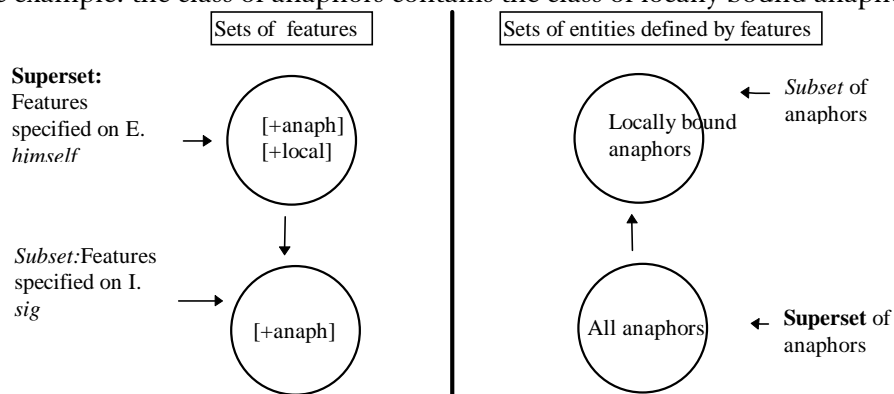 example: the class of anaphors contains the class of locally bound
Sets of features
Superset:
Features
specified on E.
himself
[+anaph]
[+local]
Subset:Features
specified on I.
sig
[+anaph]
Sets of entities defined by features
Locally bound
anaphors
Subset of
anaphors
All anaphors
Superset of
anaphors